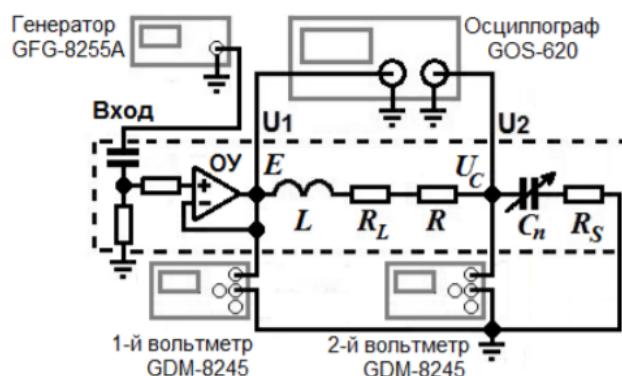 Генератор
GFG-8255A
Осциллограф
GOS-620
Вход
U1
U2
ОУ
E
U_C
+
−
L
R_L
R
C_n
R_S
1-й вольтметр
GDM-8245
2-й вольтметр
GDM-8245